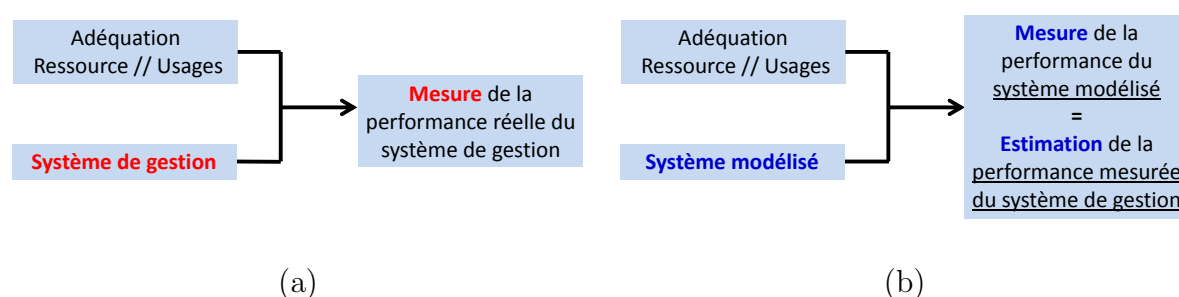 Adéquation
Ressource // Usages
Système de gestion
Mesure de la
performance réelle du
système de gestion
(a)
Adéquation
Ressource // Usages
Système modélisé
Mesure de la
performance du
système modélisé
=
Estimation de la
performance mesurée
du système de gestion
(b)